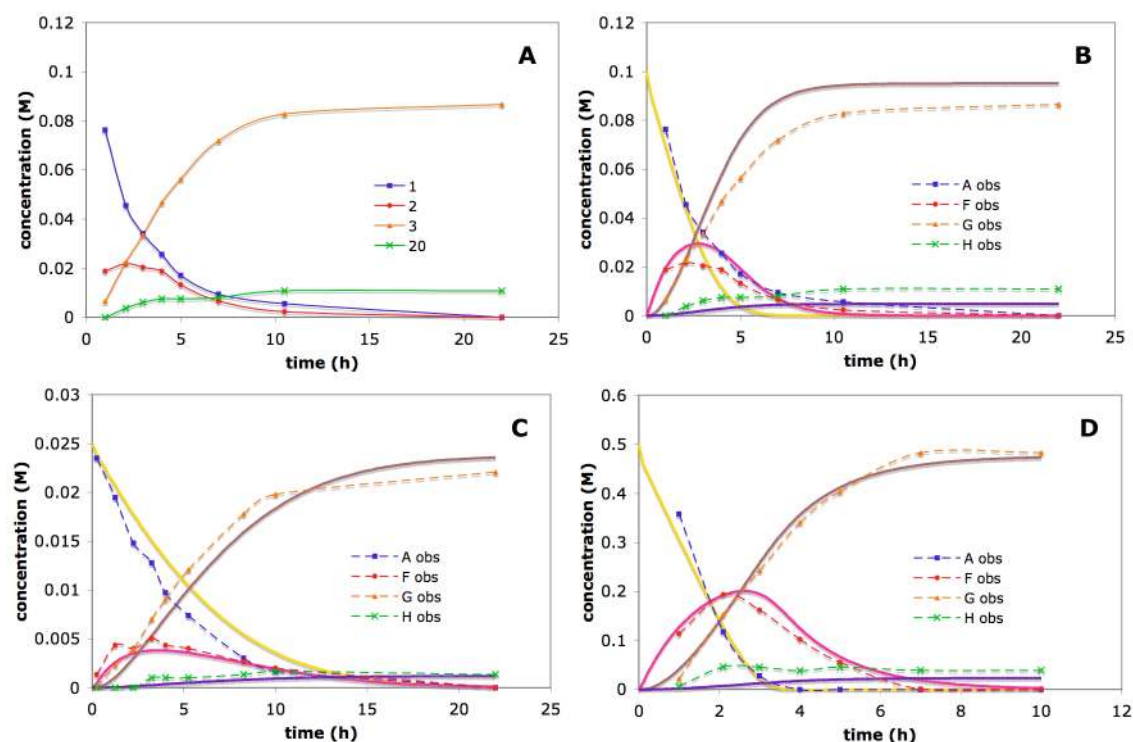 A
concentration (M)
0.12
0.1
0.08
0.06
0.04
0.02
0
0
5
10
15
20
25
time (h)
1
2
3
20
B
concentration (M)
0.12
0.1
0.08
0.06
0.04
0.02
0
0
5
10
15
20
25
time (h)
A obs
F obs
G obs
H obs
C
concentration (M)
0.03
0.025
0.02
0.015
0.01
0.005
0
0
5
10
15
20
25
time (h)
A obs
F obs
G obs
H obs
D
concentration (M)
0.6
0.5
0.4
0.3
0.2
0.1
0
0
2
4
6
8
10
12
time (h)
A obs
F obs
G obs
H obs